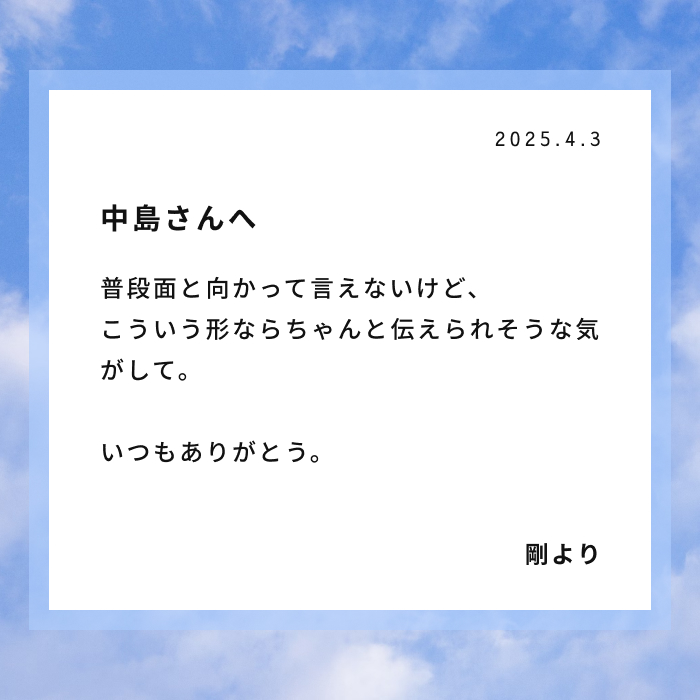 2025.4.3
中島さんへ
普段面と向かって言えないけど、
こういう形ならちゃんと伝えられそうな気
がして。
いつもありがとう。
剛より